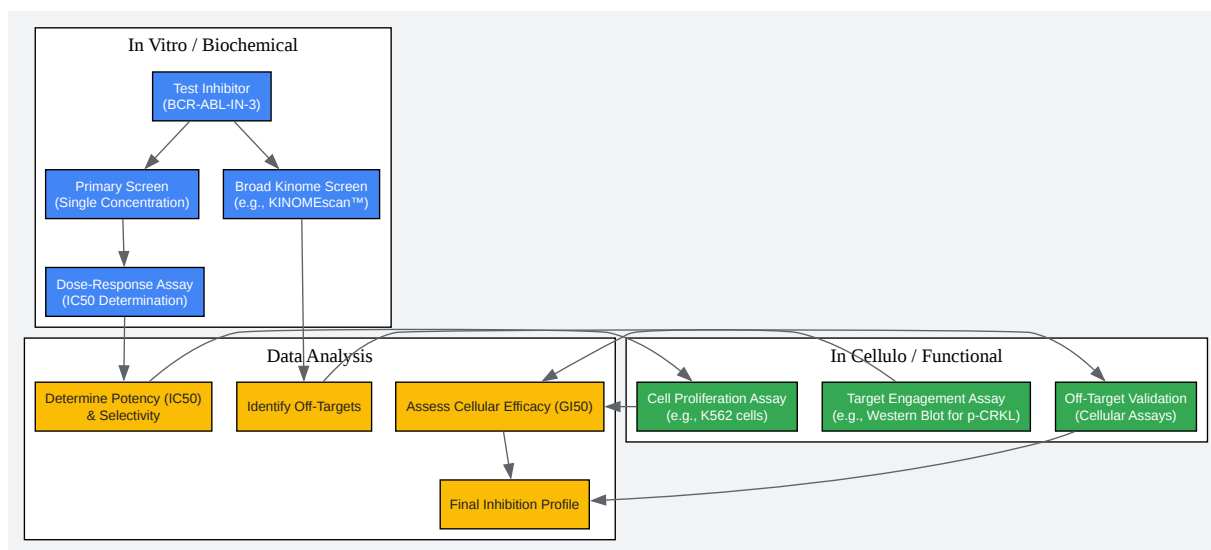 In Vitro / Biochemical
Test Inhibitor
(BCR-ABL-IN-3)
Primary Screen
(Single Concentration)
Broad Kinome Screen
(e.g., KINOMEscan™)
Dose-Response Assay
(IC50 Determination)
Data Analysis
Determine Potency (IC50)
& Selectivity
Identify Off-Targets
Assess Cellular Efficacy (GI50)
Final Inhibition Profile
In Cellulo / Functional
Cell Proliferation Assay
(e.g., K562 cells)
Target Engagement Assay
(e.g., Western Blot for p-CRKL)
Off-Target Validation
(Cellular Assays)